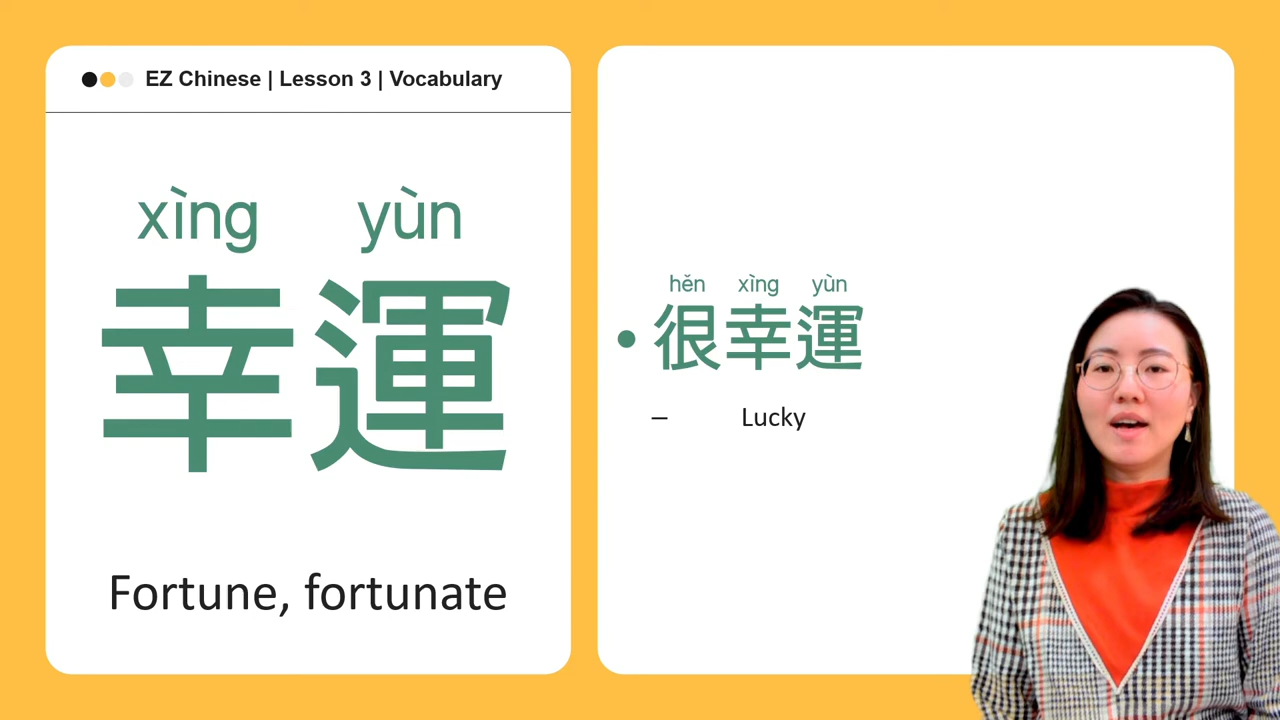 EZ Chinese | Lesson 3 | Vocabulary
xìng yùn
幸運
Fortune, fortunate
hěn xìng yùn
• 很幸運
– Lucky